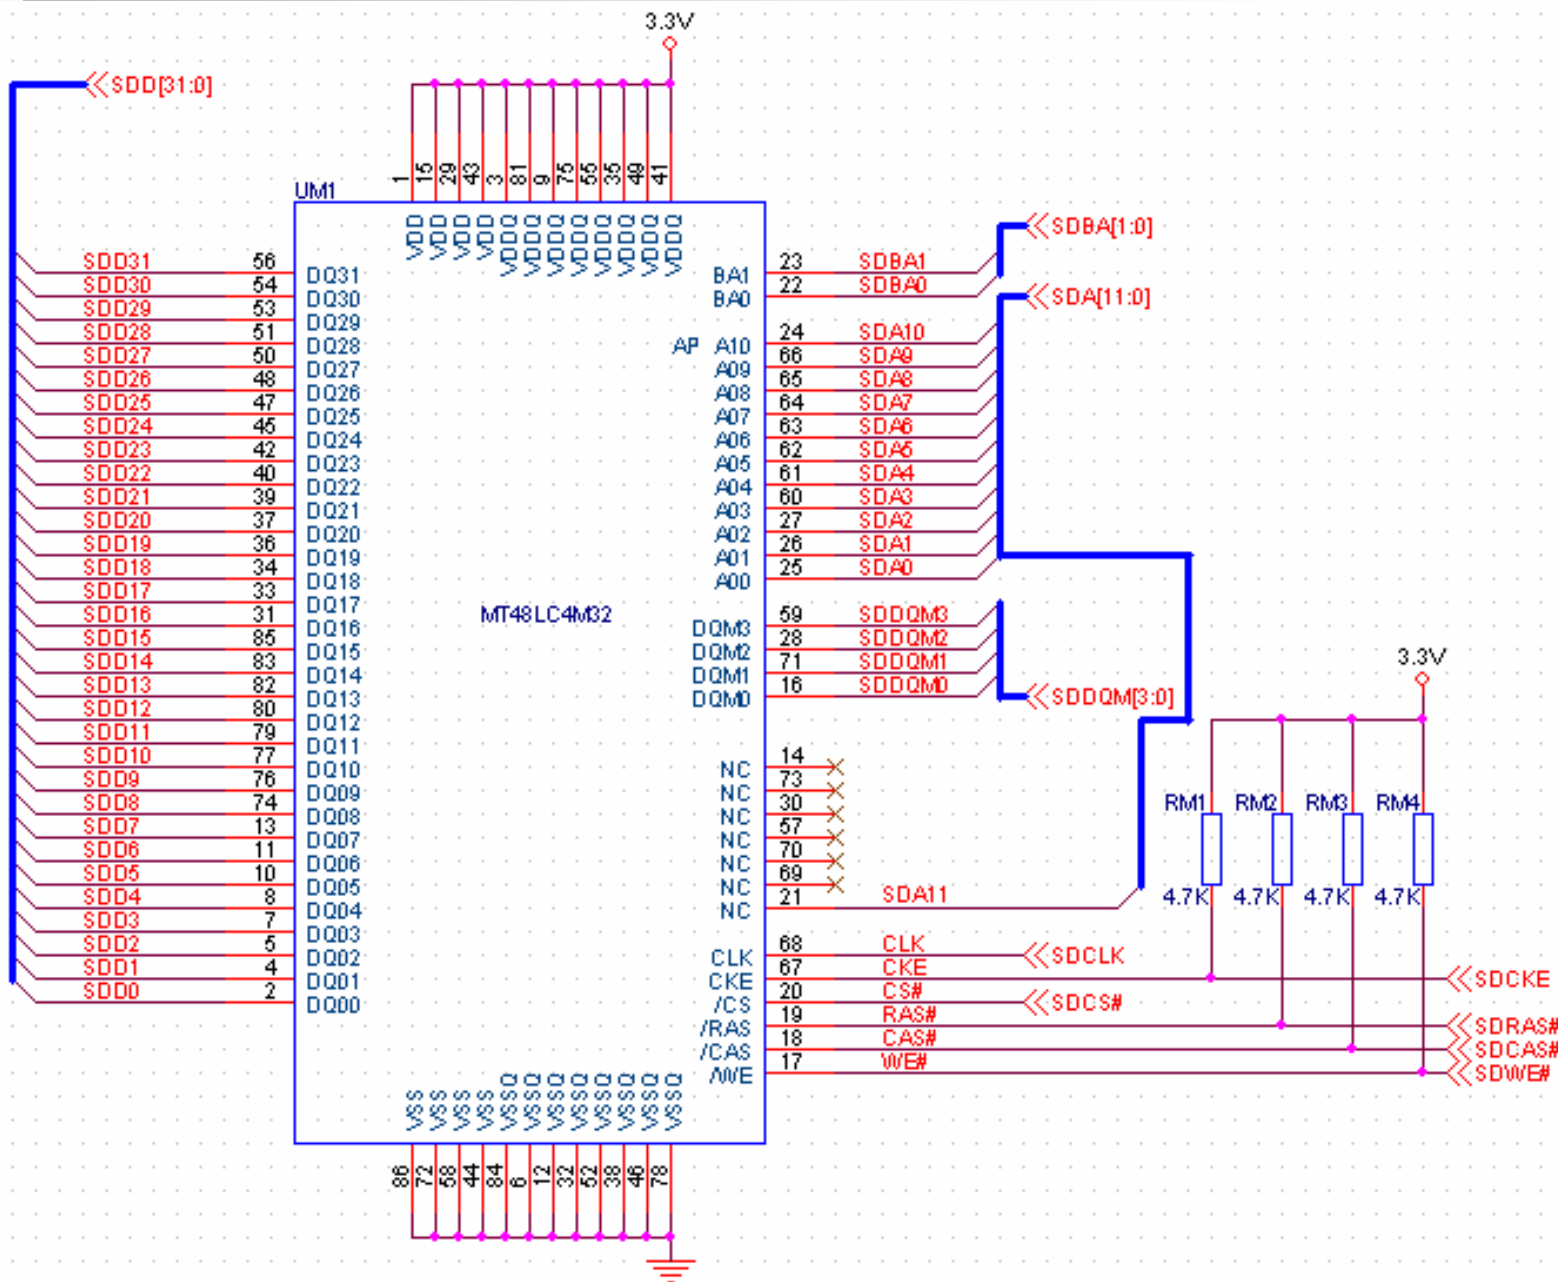 3.3V
SDD[31:0]
1 15 29 43 3 81 9 75 55 35 49 41
UM1
VDD VDD VDD VDD VDDQ VDDQ VDDQ VDDQ VDDQ VDDQ VDDQ VDDQ
SDBA[1:0]
SDD31 56 DQ31 BA1 23 SDBA1
SDD30 54 DQ30 BA0 22 SDBA0
SDA[11:0]
SDD29 53 DQ29
SDD28 51 DQ28 AP A10 24 SDA10
SDD27 50 DQ27 A09 66 SDA9
SDD26 48 DQ26 A08 65 SDA8
SDD25 47 DQ25 A07 64 SDA7
SDD24 45 DQ24 A06 63 SDA6
SDD23 42 DQ23 A05 62 SDA5
SDD22 40 DQ22 A04 61 SDA4
SDD21 39 DQ21 A03 60 SDA3
SDD20 37 DQ20 A02 27 SDA2
SDD19 36 DQ19 A01 26 SDA1
SDD18 34 DQ18 A00 25 SDA0
SDD17 33 DQ17
MT48LC4M32
SDD16 31 DQ16 DQM3 59 SDDQM3
SDD15 85 DQ15 DQM2 28 SDDQM2
SDD14 83 DQ14 DQM1 71 SDDQM1
SDD13 82 DQ13 DQM0 16 SDDQM0
SDDQM[3:0]
3.3V
SDD12 80 DQ12
SDD11 79 DQ11
SDD10 77 DQ10 NC 14
SDD9 76 DQ09 NC 73
SDD8 74 DQ08 NC 30
SDD7 13 DQ07 NC 57
SDD6 11 DQ06 NC 70
SDD5 10 DQ05 NC 69
SDD4 8 DQ04 NC 21 SDA11
RM1 RM2 RM3 RM4
4.7K 4.7K 4.7K 4.7K
SDD3 7 DQ03
SDD2 5 DQ02 CLK 68 CLK SDCLK
SDD1 4 DQ01 CKE 67 CKE SDCKE
SDD0 2 DQ00 /CS 20 CS# SDCS#
/RAS 19 RAS# SDRAS#
/CAS 18 CAS# SDCAS#
/WE 17 WE# SDWE#
VSS VSS VSS VSS VSSQ VSSQ VSSQ VSSQ VSSQ VSSQ VSSQ VSSQ
86 72 58 44 84 6 12 32 52 38 46 78